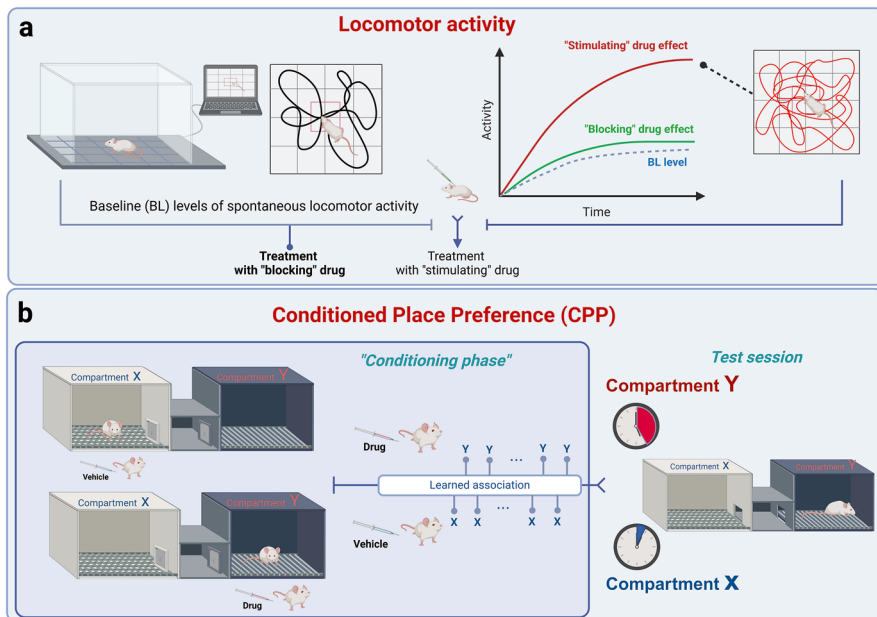 a
Locomotor activity
"Stimulating" drug effect
Activity
"Blocking" drug effect
BL level
Time
Baseline (BL) levels of spontaneous locomotor activity
Treatment
with "blocking" drug
Treatment
with "stimulating" drug
b
Conditioned Place Preference (CPP)
"Conditioning phase"
Compartment X
Compartment Y
Vehicle
Compartment X
Compartment Y
Drug
Drug
Y Y ... Y Y
Learned association
X X ... X X
Vehicle
Test session
Compartment Y
Compartment X
Compartment Y
Compartment X